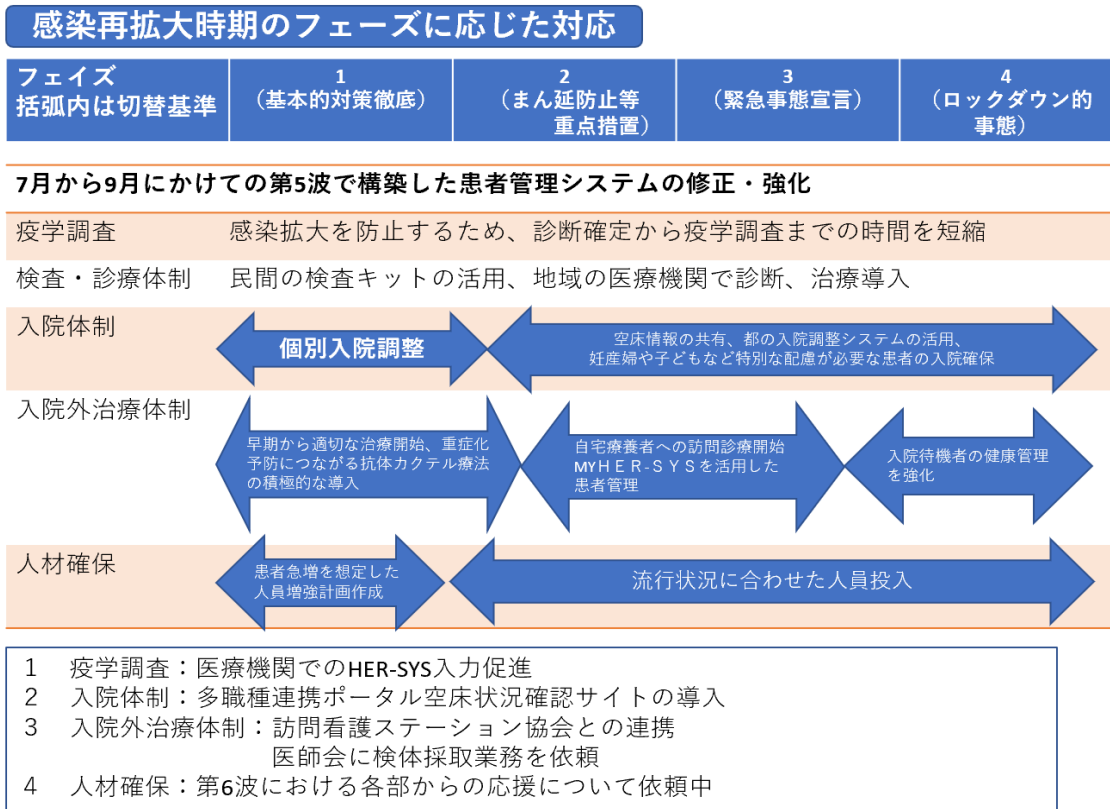 感染再拡大時期のフェーズに応じた対応
フェイズ
括弧内は切替基準
1
（基本的対策徹底）
2
（まん延防止等
重点措置）
3
（緊急事態宣言）
4
（ロックダウン的
事態）
7月から9月にかけての第5波で構築した患者管理システムの修正・強化
疫学調査
感染拡大を防止するため、診断確定から疫学調査までの時間を短縮
検査・診療体制
民間の検査キットの活用、地域の医療機関で診断、治療導入
入院体制
個別入院調整
空床情報の共有、都の入院調整システムの活用、
妊産婦や子どもなど特別な配慮が必要な患者の入院確保
入院外治療体制
早期から適切な治療開始、重症化
予防につながる抗体カクテル療法
の積極的な導入
自宅療養者への訪問診療開始
MYＨＥＲ-ＳＹＳを活用した
患者管理
入院待機者の健康管理
を強化
人材確保
患者急増を想定した
人員増強計画作成
流行状況に合わせた人員投入
1 疫学調査：医療機関でのHER-SYS入力促進
2 入院体制：多職種連携ポータル空床状況確認サイトの導入
3 入院外治療体制：訪問看護ステーション協会との連携
医師会に検体採取業務を依頼
4 人材確保：第6波における各部からの応援について依頼中